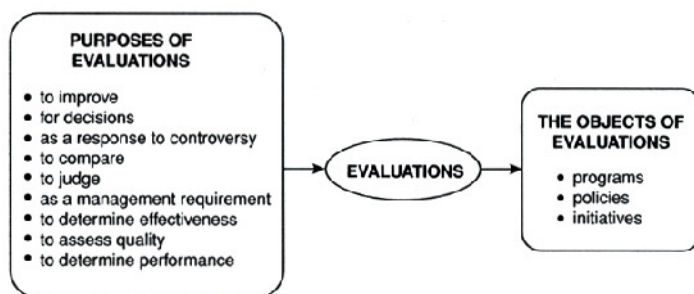 PURPOSES OF
EVALUATIONS
• to improve
• for decisions
• as a response to controversy
• to compare
• to judge
• as a management requirement
• to determine effectiveness
• to assess quality
• to determine performance
EVALUATIONS
THE OBJECTS OF
EVALUATIONS
• programs
• policies
• initiatives